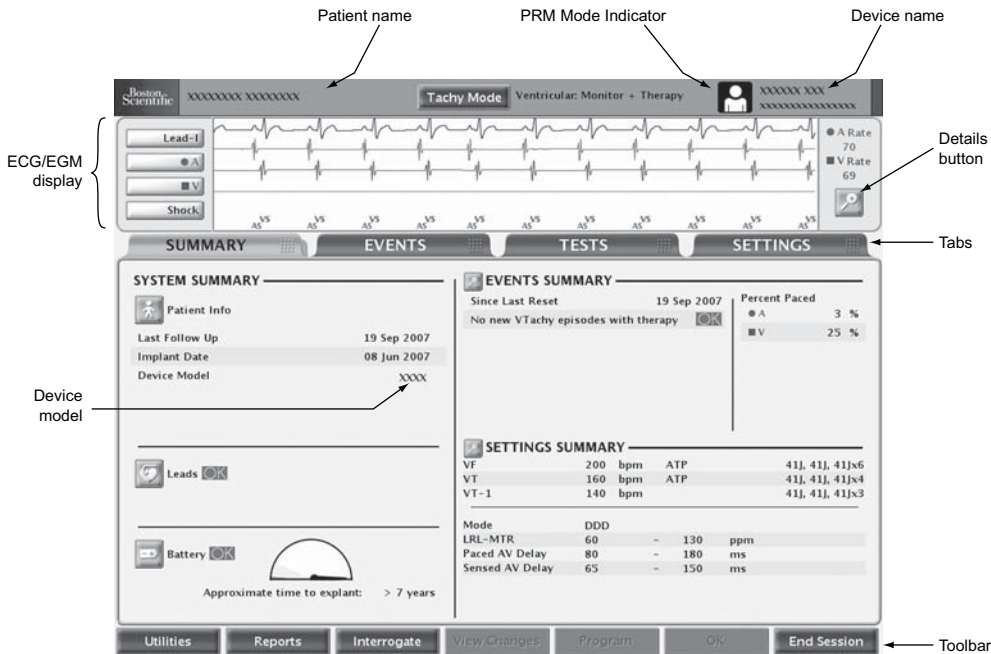 Patient name
PRM Mode Indicator
Device name
Boston
Scientific
XXXXXXXX XXXXXXXX
Tachy Mode
Ventricular: Monitor + Therapy
XXXXXX XXX
XXXXXXXXXXXXXXXX
ECG/EGM
display
Lead-I
A
V
Shock
A Rate
70
V Rate
69
Details
button
VS VS VS VS VS VS VS VS VS VS VS
AS AS AS AS AS AS AS AS AS AS AS
SUMMARY
EVENTS
TESTS
SETTINGS
Tabs
SYSTEM SUMMARY
Patient Info
Last Follow Up 19 Sep 2007
Implant Date 08 Jun 2007
Device Model XXXX
Device
model
Leads OK
Battery OK
Approximate time to explant: > 7 years
EVENTS SUMMARY
Since Last Reset 19 Sep 2007
No new VTachy episodes with therapy OK
Percent Paced
A 3 %
V 25 %
SETTINGS SUMMARY
VF 200 bpm ATP 41J, 41J, 41Jx6
VT 160 bpm ATP 41J, 41J, 41Jx4
VT-1 140 bpm 41J, 41J, 41Jx3
Mode DDD
LRL-MTR 60 - 130 ppm
Paced AV Delay 80 - 180 ms
Sensed AV Delay 65 - 150 ms
Utilities
Reports
Interrogate
View Changes
Program
OK
End Session
Toolbar